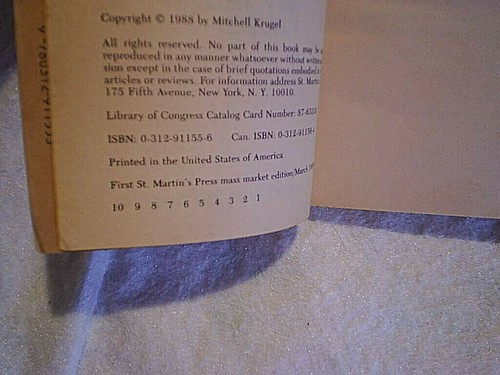 Copyright © 1988 by Mitchell Krugel
All rights reserved. No part of this book may be
reproduced in any manner whatsoever without written
sion except in the case of brief quotations embodied
articles or reviews. For information address St. Martin
175 Fifth Avenue, New York, N. Y. 10010.
Library of Congress Catalog Card Number:
ISBN: 0-312-91155-6 Can. ISBN:
Printed in the United States of America
First St. Martin's Press mass market edition/March
10 9 8 7 6 5 4 3 2 1